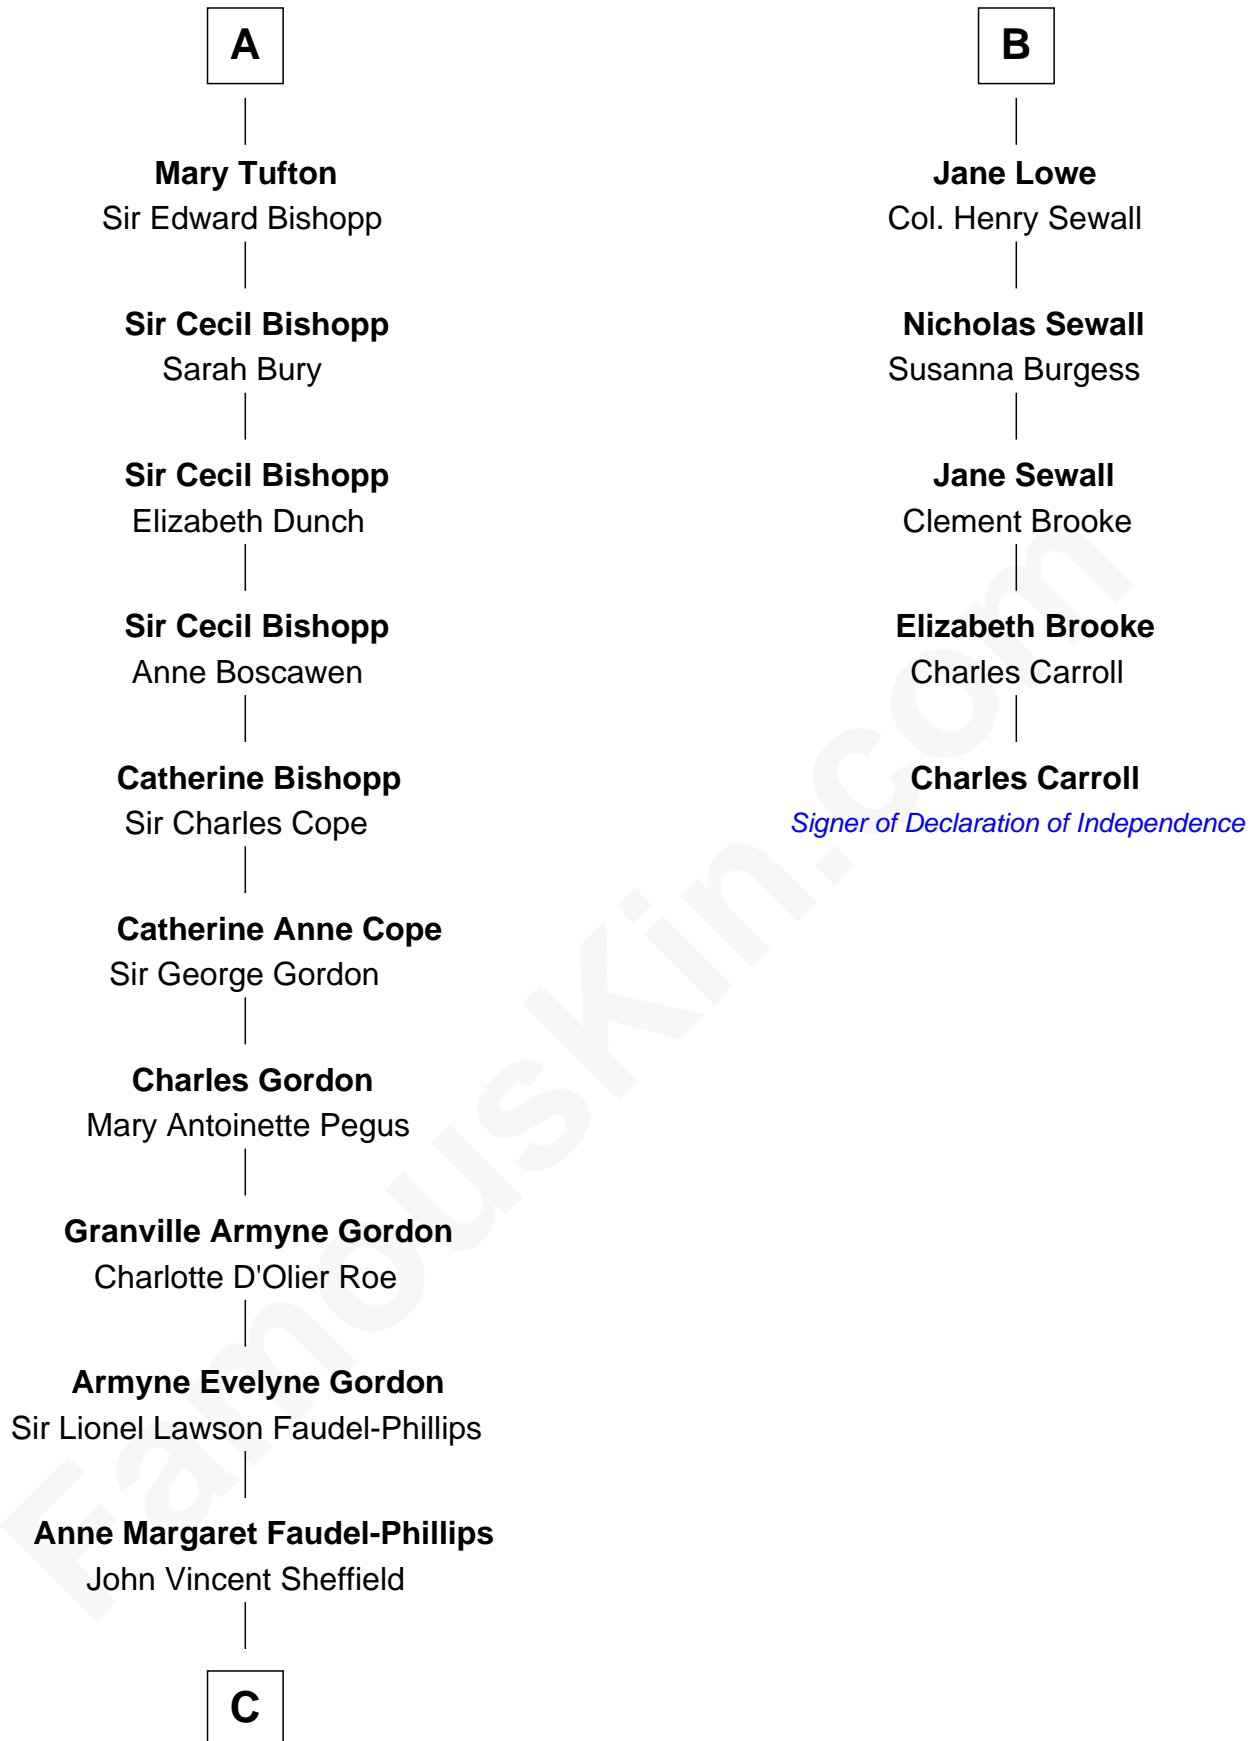 A
Mary Tufton
Sir Edward Bishopp
Sir Cecil Bishopp
Sarah Bury
Sir Cecil Bishopp
Elizabeth Dunch
Sir Cecil Bishopp
Anne Boscawen
Catherine Bishopp
Sir Charles Cope
Catherine Anne Cope
Sir George Gordon
Charles Gordon
Mary Antoinette Pegus
Granville Armyne Gordon
Charlotte D'Olier Roe
Armyne Evelyne Gordon
Sir Lionel Lawson Faudel-Phillips
Anne Margaret Faudel-Phillips
John Vincent Sheffield
C
B
Jane Lowe
Col. Henry Sewall
Nicholas Sewall
Susanna Burgess
Jane Sewall
Clement Brooke
Elizabeth Brooke
Charles Carroll
Charles Carroll
Signer of Declaration of Independence
FamousKin.com